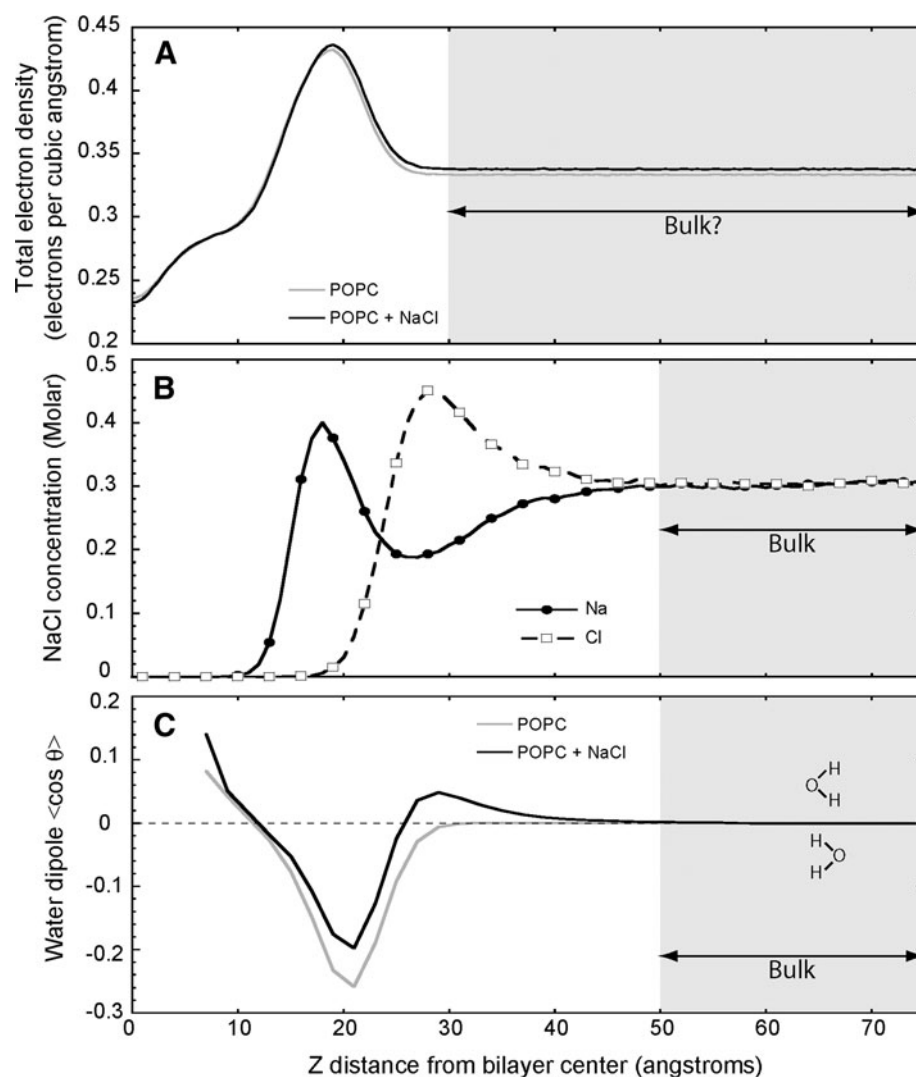 A
Total electron density
(electrons per cubic angstrom)
0.45
0.4
0.35
0.3
0.25
0.2
Bulk?
POPC
POPC + NaCl
B
NaCl concentration (Molar)
0.5
0.4
0.3
0.2
0.1
0
Bulk
Na
Cl
C
Water dipole <cos θ>
0.2
0.1
0
-0.1
-0.2
-0.3
POPC
POPC + NaCl
H
O
H
H
O
H
Bulk
0 10 20 30 40 50 60 70
Z distance from bilayer center (angstroms)